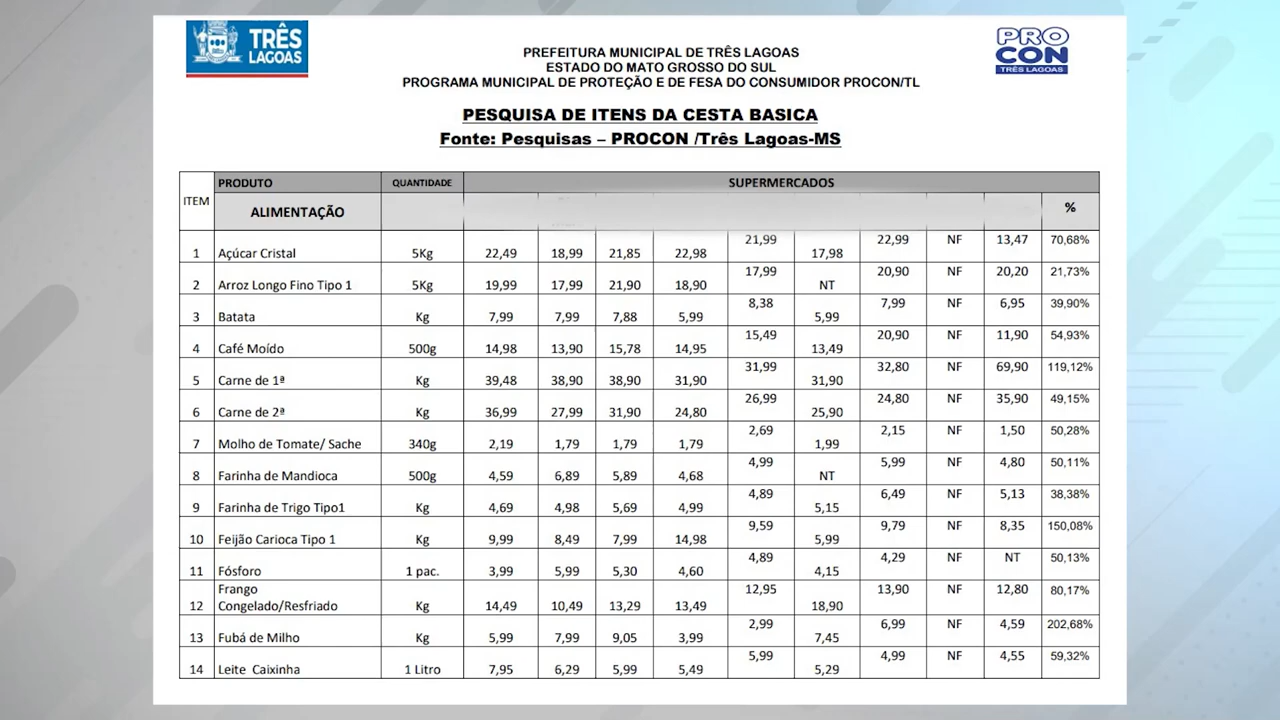 TRÊS
LAGOAS
PREFEITURA MUNICIPAL DE TRÊS LAGOAS
ESTADO DO MATO GROSSO DO SUL
PROGRAMA MUNICIPAL DE PROTEÇÃO E DE FESA DO CONSUMIDOR PROCON/TL
PRO
CON
TRÊS LAGOAS
PESQUISA DE ITENS DA CESTA BASICA
Fonte: Pesquisas – PROCON /Três Lagoas-MS
ITEM PRODUTO QUANTIDADE SUPERMERCADOS
ALIMENTAÇÃO %
1 Açúcar Cristal 5Kg 22,49 18,99 21,85 22,98 21,99 17,98 22,99 NF 13,47 70,68%
2 Arroz Longo Fino Tipo 1 5Kg 19,99 17,99 21,90 18,90 17,99 NT 20,90 NF 20,20 21,73%
3 Batata Kg 7,99 7,99 7,88 5,99 8,38 5,99 7,99 NF 6,95 39,90%
4 Café Moído 500g 14,98 13,90 15,78 14,95 15,49 13,49 20,90 NF 11,90 54,93%
5 Carne de 1ª Kg 39,48 38,90 38,90 31,90 31,99 31,90 32,80 NF 69,90 119,12%
6 Carne de 2ª Kg 36,99 27,99 31,90 24,80 26,99 25,90 24,80 NF 35,90 49,15%
7 Molho de Tomate/ Sache 340g 2,19 1,79 1,79 1,79 2,69 1,99 2,15 NF 1,50 50,28%
8 Farinha de Mandioca 500g 4,59 6,89 5,89 4,68 4,99 NT 5,99 NF 4,80 50,11%
9 Farinha de Trigo Tipo1 Kg 4,69 4,98 5,69 4,99 4,89 5,15 6,49 NF 5,13 38,38%
10 Feijão Carioca Tipo 1 Kg 9,99 8,49 7,99 14,98 9,59 5,99 9,79 NF 8,35 150,08%
11 Fósforo 1 pac. 3,99 5,99 5,30 4,60 4,89 4,15 4,29 NF NT 50,13%
12 Frango
Congelado/Resfriado Kg 14,49 10,49 13,29 13,49 12,95 18,90 13,90 NF 12,80 80,17%
13 Fubá de Milho Kg 5,99 7,99 9,05 3,99 2,99 7,45 6,99 NF 4,59 202,68%
14 Leite Caixinha 1 Litro 7,95 6,29 5,99 5,49 5,99 5,29 4,99 NF 4,55 59,32%